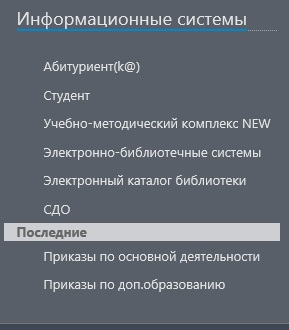 Информационные системы
Абитуриент(k@)
Студент
Учебно-методический комплекс NEW
Электронно-библиотечные системы
Электронный каталог библиотеки
СДО
Последние
Приказы по основной деятельности
Приказы по доп.образованию